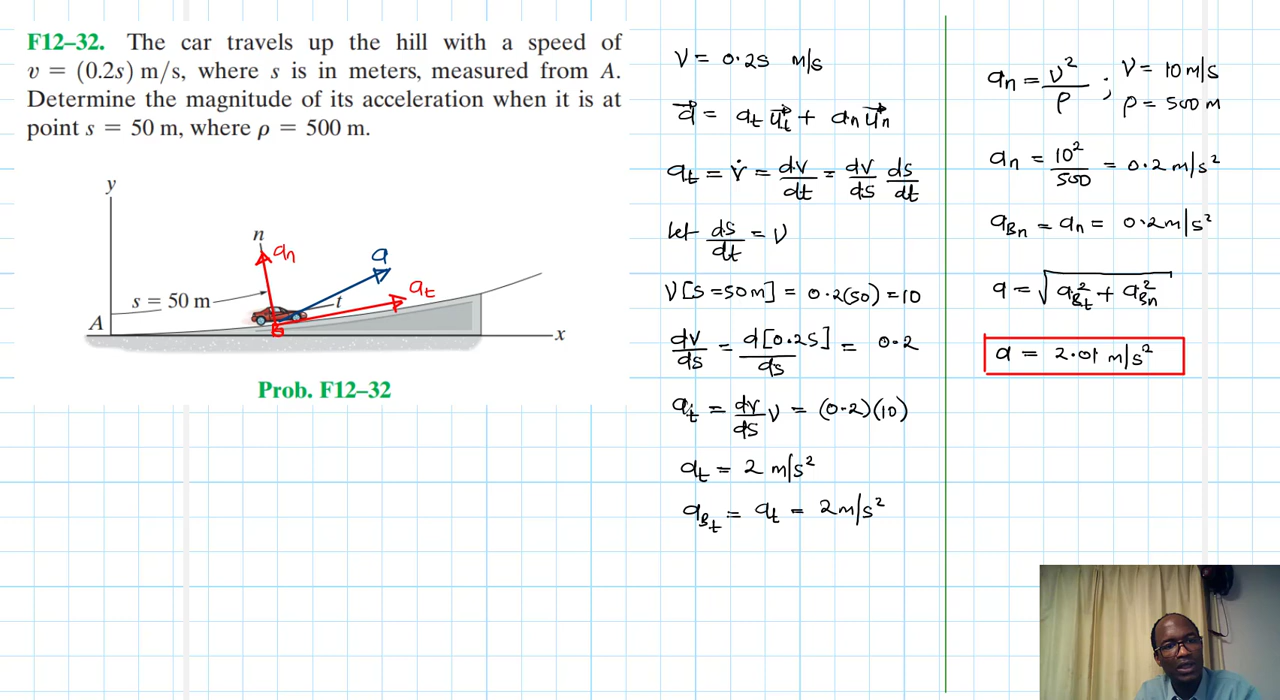 F12–32. The car travels up the hill with a speed of
v = (0.2s) m/s, where s is in meters, measured from A.
Determine the magnitude of its acceleration when it is at
point s = 50 m, where ρ = 500 m.
y
n
an
a
at
s = 50 m
t
A
B
x
Prob. F12–32
V = 0.2S m/s
a⃗ = at u⃗t + an u⃗n
at = v̇ = dv/dt = dv/ds ds/dt
let ds/dt = V
V[S=50m] = 0.2(50) = 10
dv/ds = d[0.2S]/ds = 0.2
at = dv/ds V = (0.2)(10)
at = 2 m/s²
aBt = at = 2m/s²
an = V²/ρ ; V = 10 m/s
ρ = 500 m
an = 10²/500 = 0.2 m/s²
aBn = an = 0.2m/s²
a = √(aBt² + aBn²)
a = 2.01 m/s²